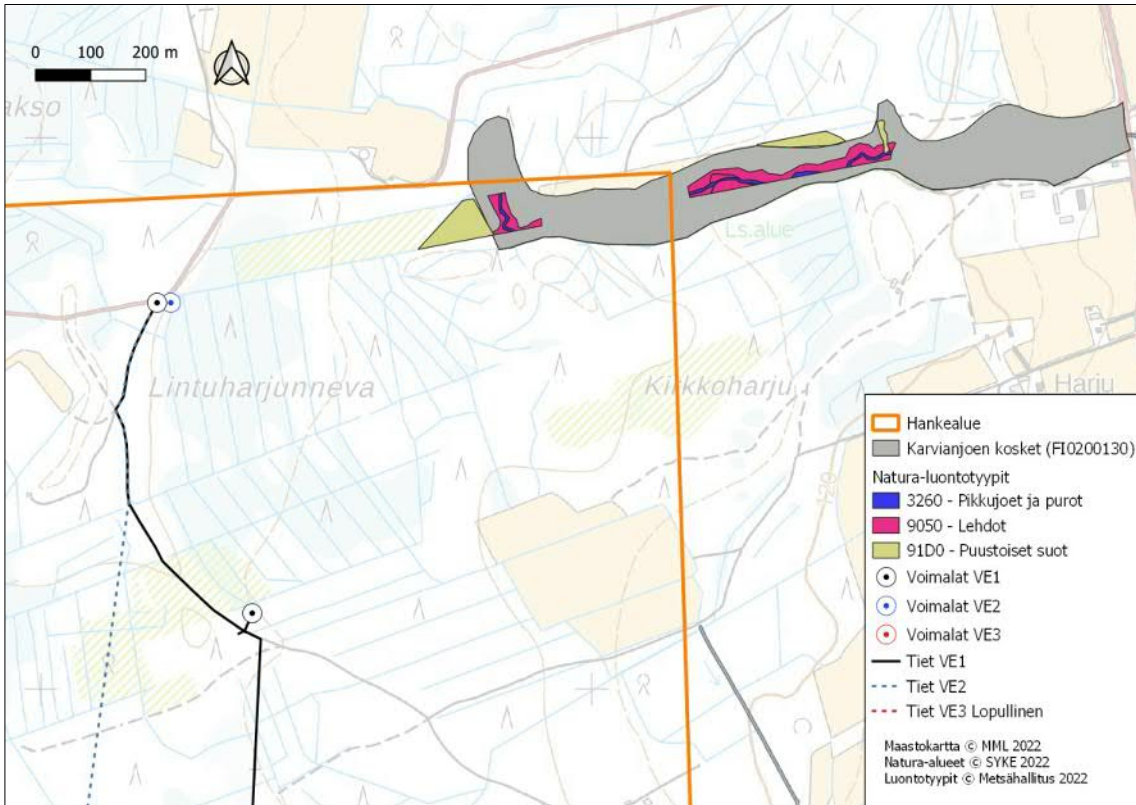 0 100 200 m
akso
Ls.alue
Lintuharjunneva
Kirkkoharju
Harju
120
Hankealue
Karvianjoen kosket (FI0200130)
Natura-luontotyypit
3260 - Pikkujoet ja purot
9050 - Lehdot
91D0 - Puustoiset suot
Voimalat VE1
Voimalat VE2
Voimalat VE3
Tiet VE1
Tiet VE2
Tiet VE3 Lopullinen
Maastokartta © MML 2022
Natura-alueet © SYKE 2022
Luontotyypit © Metsähallitus 2022